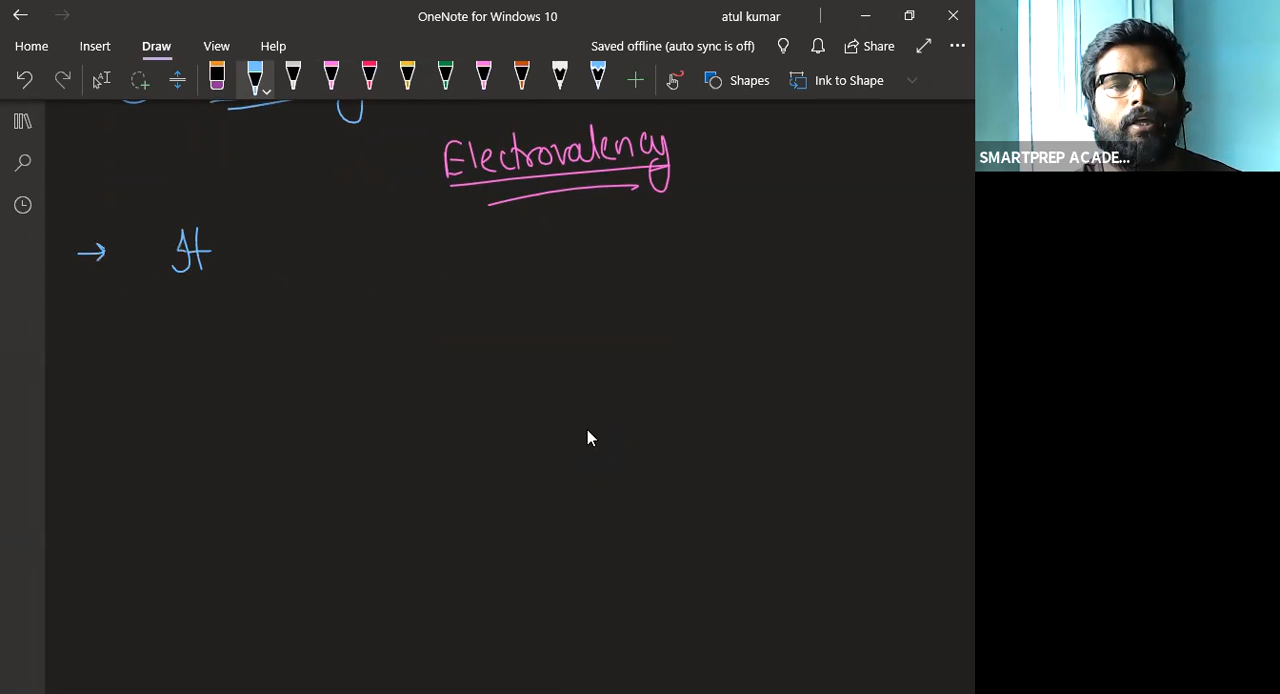 OneNote for Windows 10
atul kumar
Home Insert Draw View Help
Saved offline (auto sync is off)
Share
Shapes
Ink to Shape
SMARTPREP ACADE...
Electrovalency
→ It